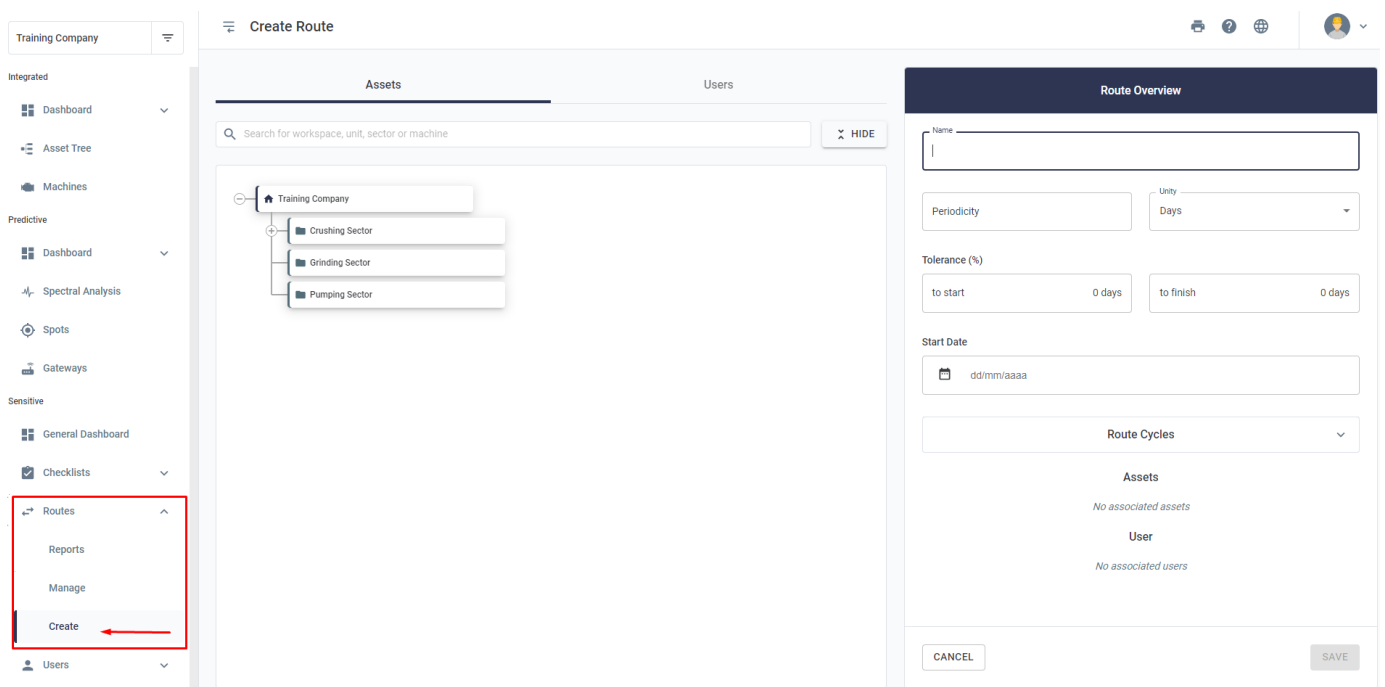 Training Company
Create Route
Integrated
Dashboard
Asset Tree
Machines
Predictive
Dashboard
Spectral Analysis
Spots
Gateways
Sensitive
General Dashboard
Checklists
Routes
Reports
Manage
Create
Users
Assets
Users
Search for workspace, unit, sector or machine
HIDE
Training Company
Crushing Sector
Grinding Sector
Pumping Sector
Route Overview
Name
Periodicity
Unity
Days
Tolerance (%)
to start 0 days
to finish 0 days
Start Date
dd/mm/aaaa
Route Cycles
Assets
No associated assets
User
No associated users
CANCEL
SAVE